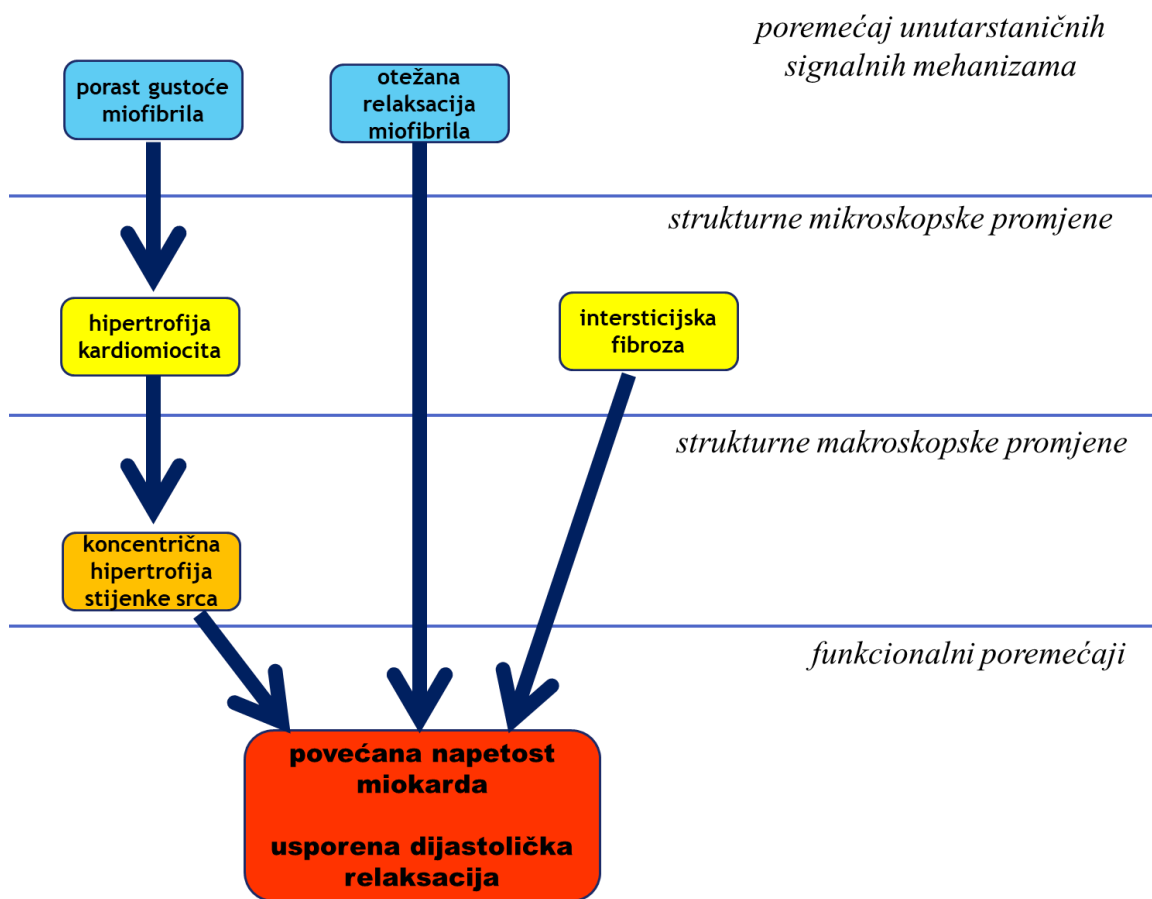 poremećaj unutarstaničnih
signalnih mehanizama
porast gustoće
miofibrila
otežana
relaksacija
miofibrila
strukturne mikroskopske promjene
hipertrofija
kardiomiocita
intersticijska
fibroza
strukturne makroskopske promjene
koncentrična
hipertrofija
stijenke srca
funkcionalni poremećaji
povećana napetost
miokarda
usporena dijastolička
relaksacija